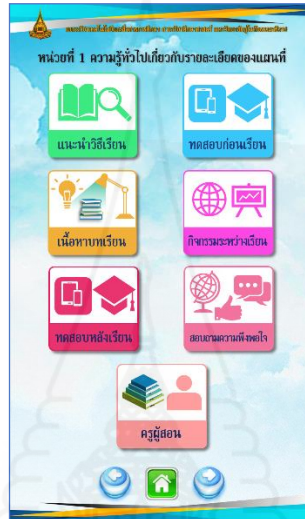 หน่วยที่ 1 ความรู้ทั่วไปเกี่ยวกับรายละเอียดของแผนที่
แนะนำวิธีเรียน
ทดสอบก่อนเรียน
เนื้อหาบทเรียน
กิจกรรมระหว่างเรียน
ทดสอบหลังเรียน
สอบถามความพึงพอใจ
ครูผู้สอน